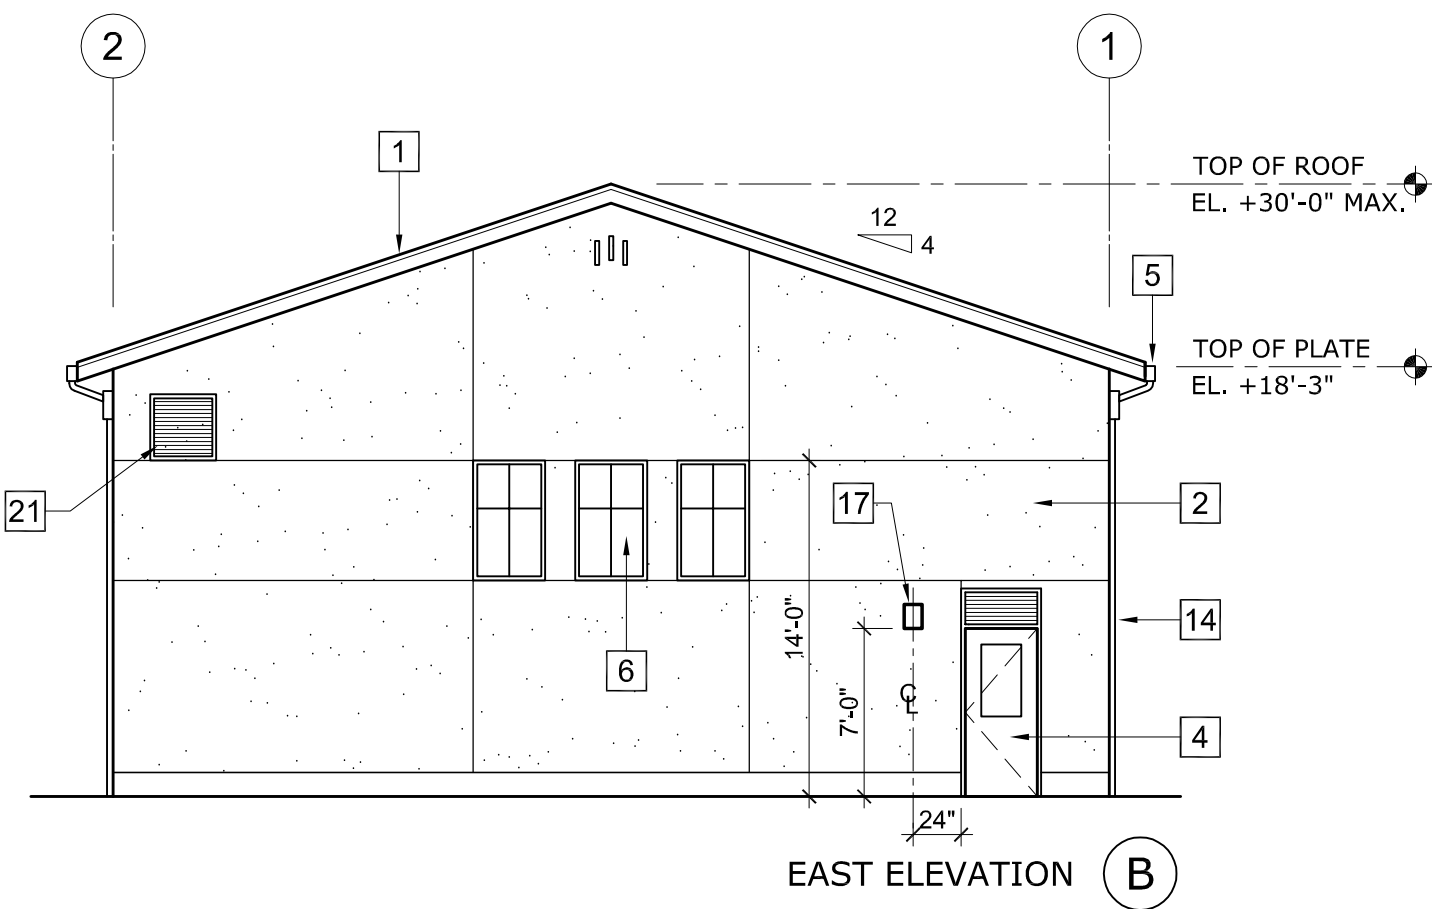 2
1
1
TOP OF ROOF
EL. +30'-0" MAX.
12
4
5
TOP OF PLATE
EL. +18'-3"
21
17
2
14'-0"
14
6
7'-0"
CL
4
24"
EAST ELEVATION
B